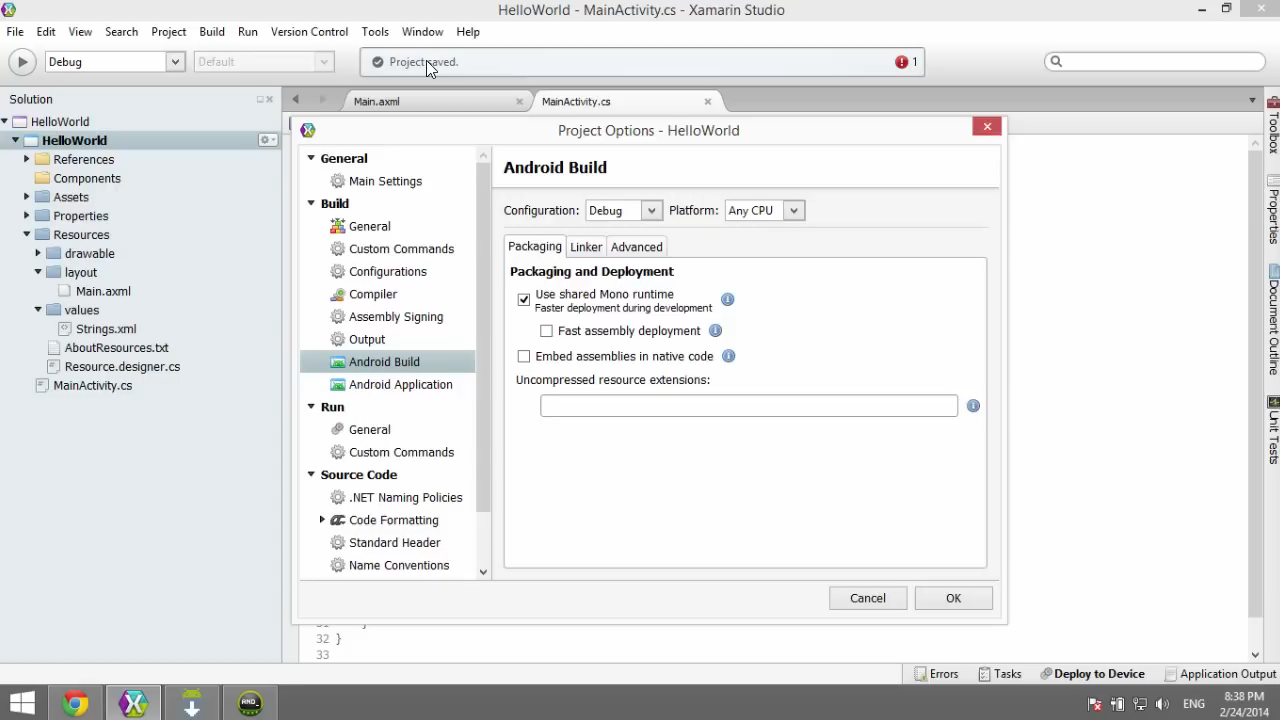 HelloWorld - MainActivity.cs - Xamarin Studio
File Edit View Search Project Build Run Version Control Tools Window Help
Debug Default Project saved. 1
Solution
Main.axml
MainActivity.cs
HelloWorld
HelloWorld
References
Components
Assets
Properties
Resources
drawable
layout
Main.axml
values
Strings.xml
AboutResources.txt
Resource.designer.cs
MainActivity.cs
Project Options - HelloWorld
General
Main Settings
Build
General
Custom Commands
Configurations
Compiler
Assembly Signing
Output
Android Build
Android Application
Run
General
Custom Commands
Source Code
.NET Naming Policies
Code Formatting
Standard Header
Name Conventions
Android Build
Configuration: Debug Platform: Any CPU
Packaging Linker Advanced
Packaging and Deployment
Use shared Mono runtime
Faster deployment during development
Fast assembly deployment
Embed assemblies in native code
Uncompressed resource extensions:
Cancel OK
32 }
33
Toolbox
Properties
Document Outline
Unit Tests
Errors Tasks Deploy to Device Application Output
ENG
8:38 PM
2/24/2014